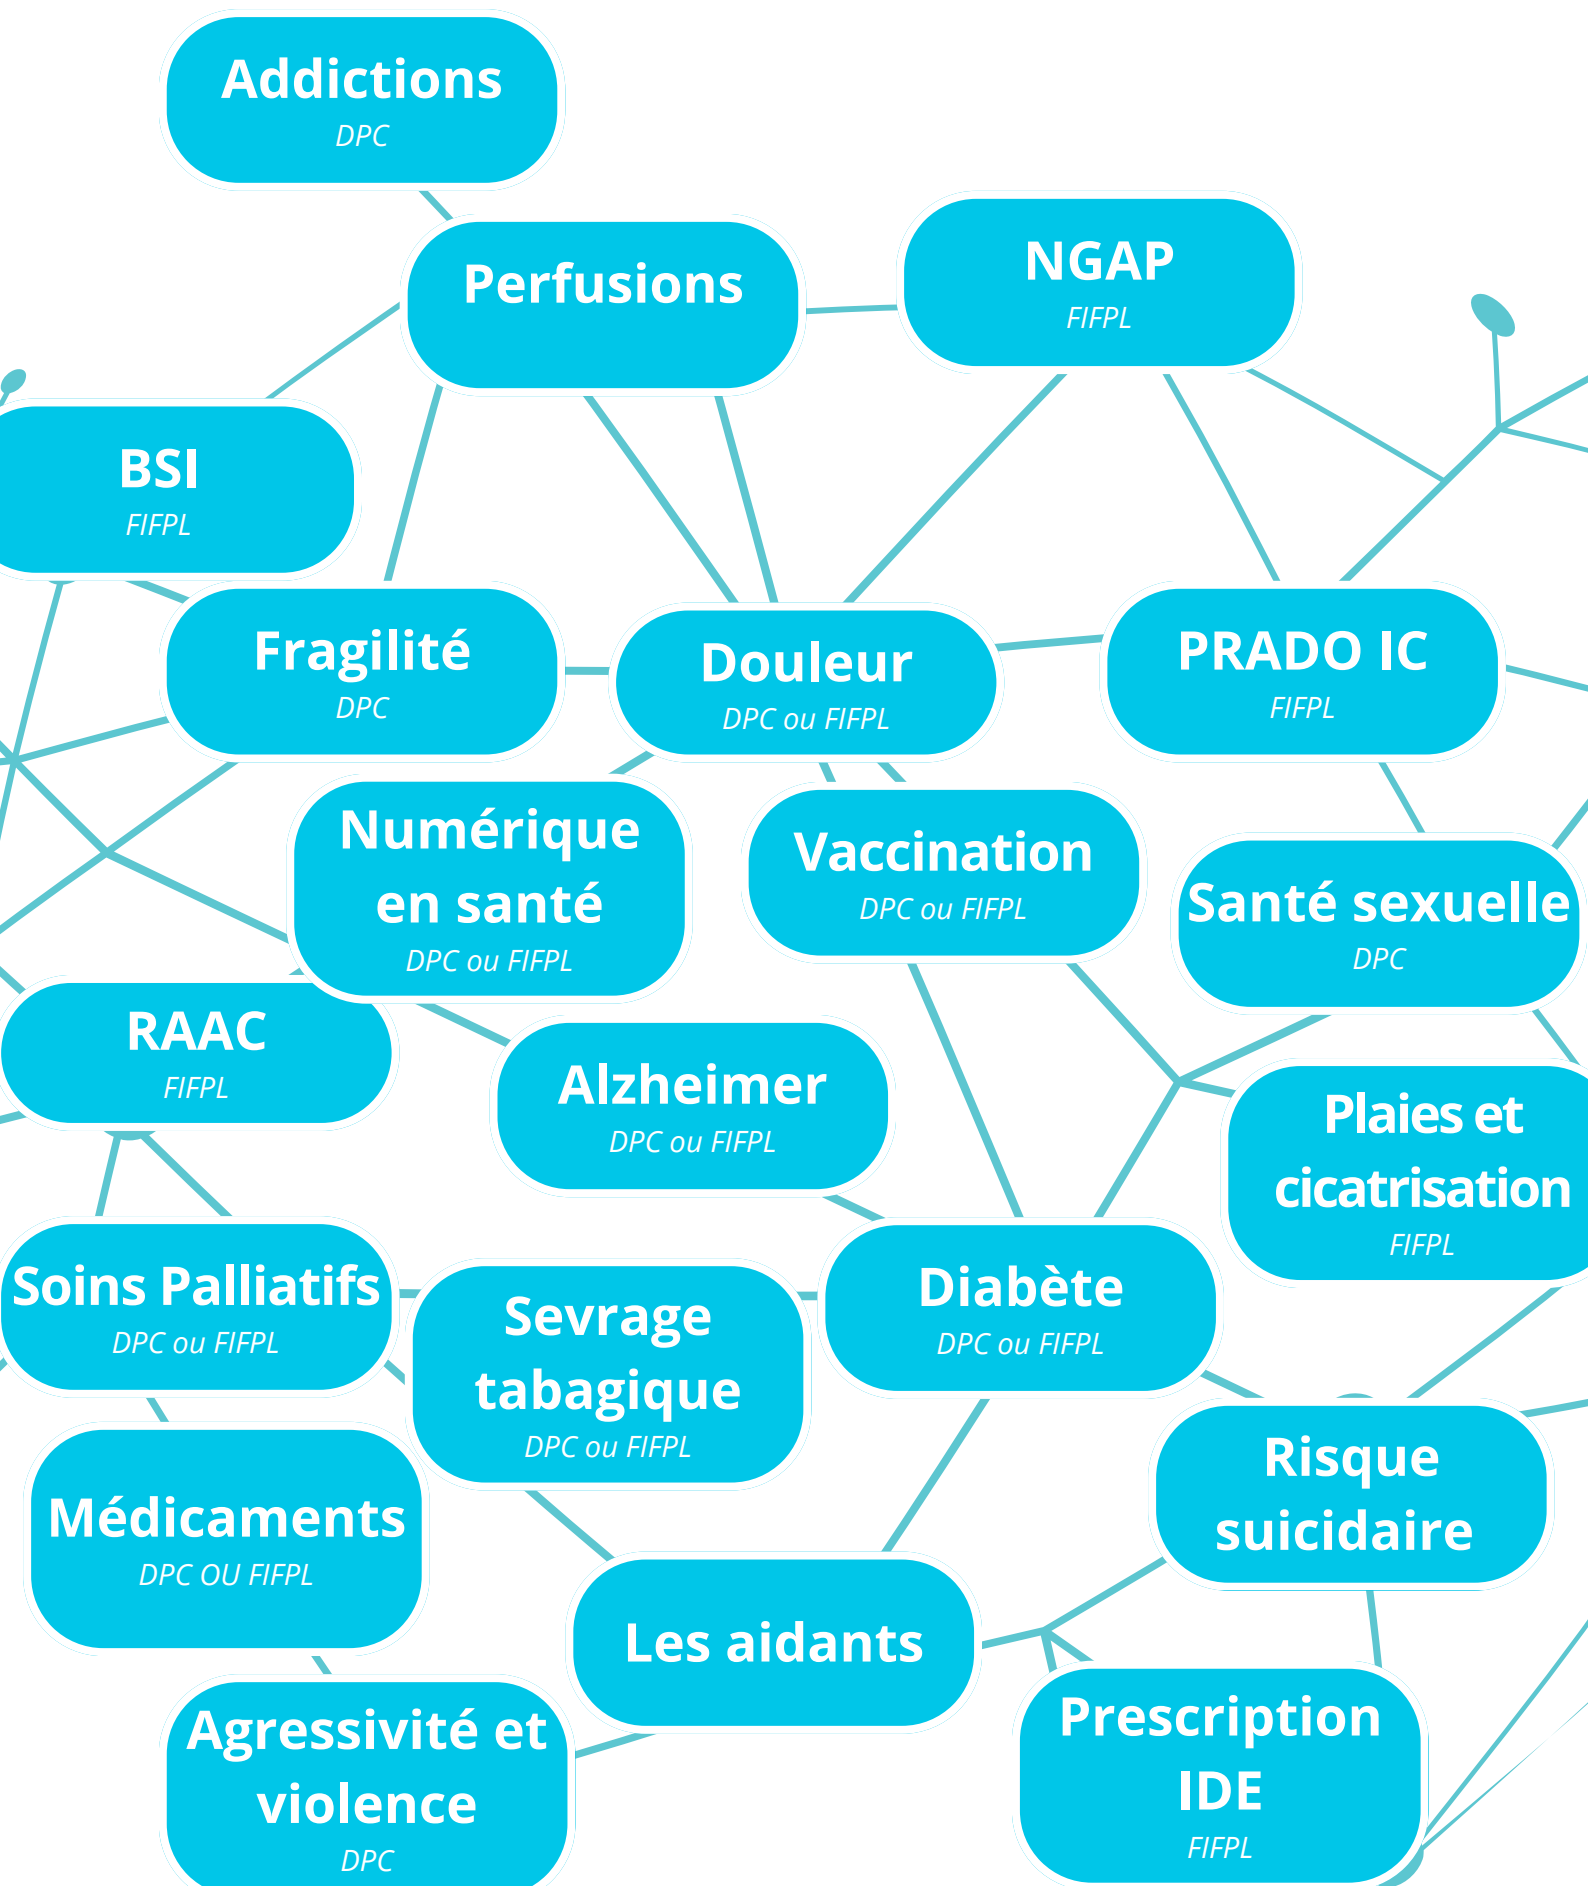 Addictions
DPC
Perfusions
NGAP
FIFPL
BSI
FIFPL
Fragilité
DPC
Douleur
DPC ou FIFPL
PRADO IC
FIFPL
Numérique
en santé
DPC ou FIFPL
Vaccination
DPC ou FIFPL
Santé sexuelle
DPC
RAAC
FIFPL
Alzheimer
DPC ou FIFPL
Plaies et
cicatrisation
FIFPL
Soins Palliatifs
DPC ou FIFPL
Sevrage
tabagique
DPC ou FIFPL
Diabète
DPC ou FIFPL
Risque
suicidaire
Médicaments
DPC OU FIFPL
Les aidants
Agressivité et
violence
DPC
Prescription
IDE
FIFPL